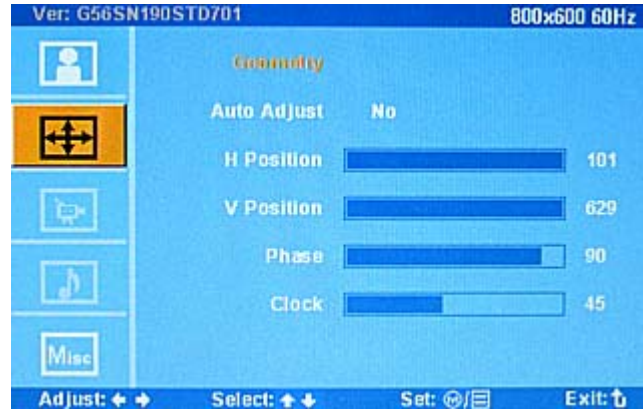 Ver: G56SN190STD701 800x600 60Hz
Geometry
Auto Adjust No
H Position 101
V Position 629
Phase 90
Clock 45
Misc
Adjust: Select: Set: Exit: